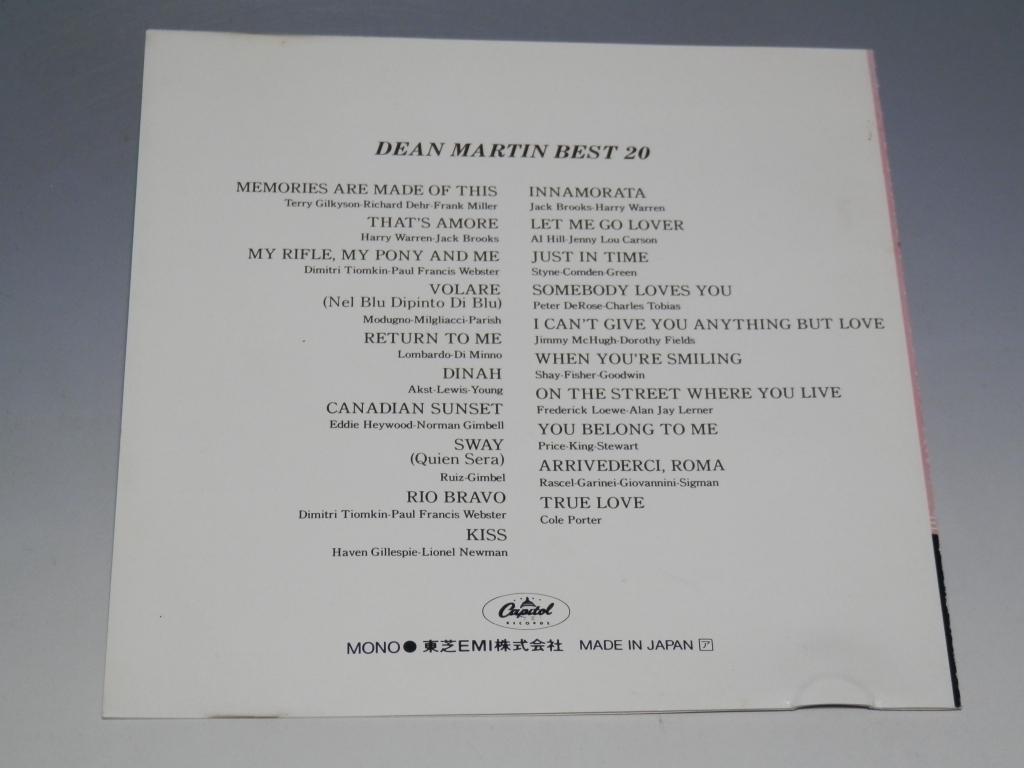 DEAN MARTIN BEST 20
MEMORIES ARE MADE OF THIS
Terry Gilkyson-Richard Dehr-Frank Miller
THAT'S AMORE
Harry Warren-Jack Brooks
MY RIFLE, MY PONY AND ME
Dimitri Tiomkin-Paul Francis Webster
VOLARE
(Nel Blu Dipinto Di Blu)
Modugno-Milgliacci-Parish
RETURN TO ME
Lombardo-Di Minno
DINAH
Akst-Lewis-Young
CANADIAN SUNSET
Eddie Heywood-Norman Gimbell
SWAY
(Quien Sera)
Ruiz-Gimbel
RIO BRAVO
Dimitri Tiomkin-Paul Francis Webster
KISS
Haven Gillespie-Lionel Newman
INNAMORATA
Jack Brooks-Harry Warren
LET ME GO LOVER
Al Hill-Jenny Lou Carson
JUST IN TIME
Styne-Comden-Green
SOMEBODY LOVES YOU
Peter DeRose-Charles Tobias
I CAN'T GIVE YOU ANYTHING BUT LOVE
Jimmy McHugh-Dorothy Fields
WHEN YOU'RE SMILING
Shay-Fisher-Goodwin
ON THE STREET WHERE YOU LIVE
Frederick Loewe-Alan Jay Lerner
YOU BELONG TO ME
Price-King-Stewart
ARRIVEDERCI, ROMA
Rascel-Garinei-Giovannini-Sigman
TRUE LOVE
Cole Porter
Capitol
RECORDS
MONO● 東芝EMI株式会社 MADE IN JAPAN ア